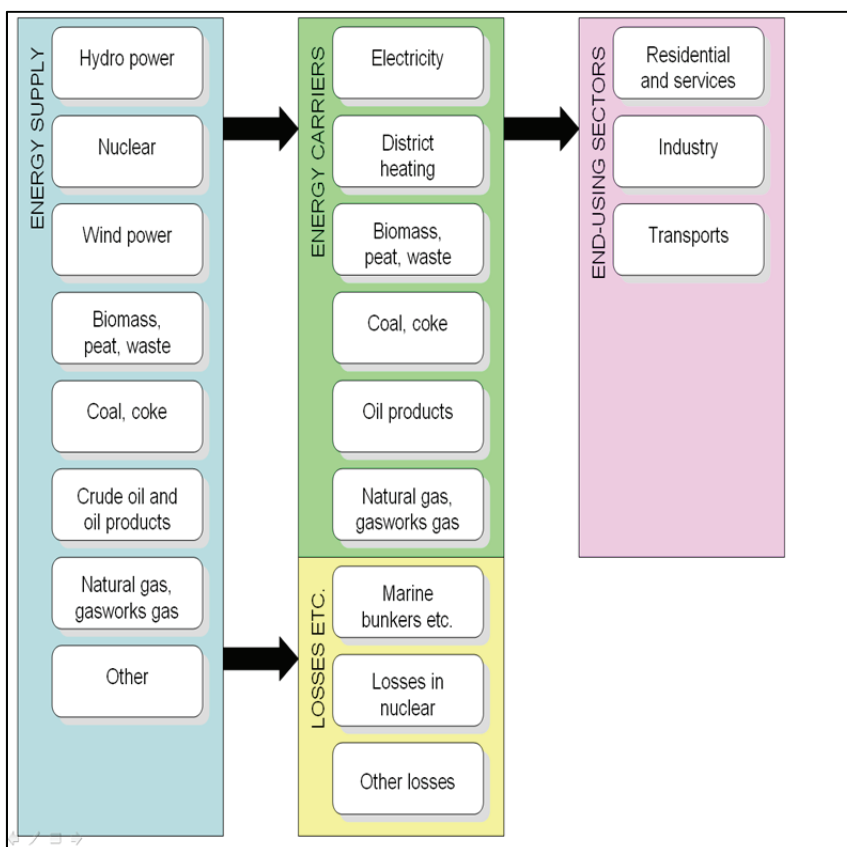 ENERGY SUPPLY
Hydro power
Nuclear
Wind power
Biomass,
peat, waste
Coal, coke
Crude oil and
oil products
Natural gas,
gasworks gas
Other
ENERGY CARRIERS
Electricity
District
heating
Biomass,
peat, waste
Coal, coke
Oil products
Natural gas,
gasworks gas
LOSSES ETC.
Marine
bunkers etc.
Losses in
nuclear
Other losses
END-USING SECTORS
Residential
and services
Industry
Transports